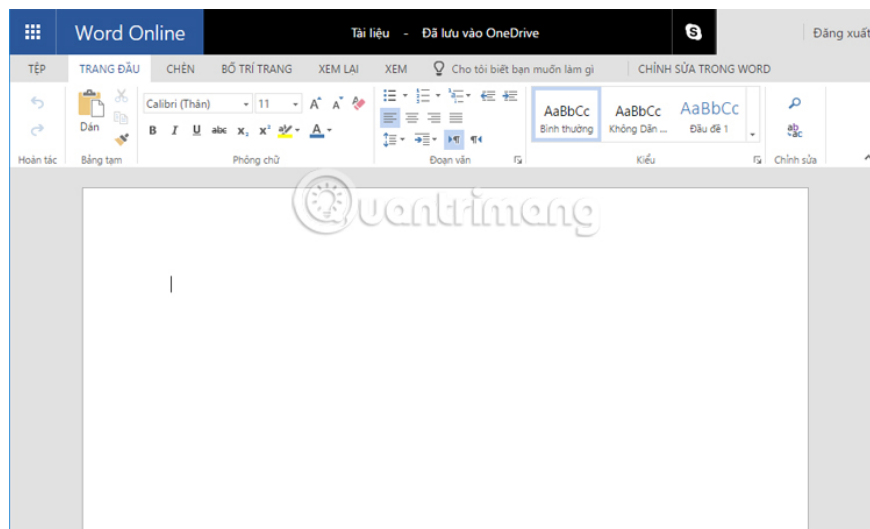 Word Online Tài liệu - Đã lưu vào OneDrive Đăng xuất
TỆP TRANG ĐẦU CHÈN BỐ TRÍ TRANG XEM LẠI XEM Cho tôi biết bạn muốn làm gì CHỈNH SỬA TRONG WORD
Calibri (Thân) 11 A A
AaBbCc AaBbCc AaBbCc
Dán B I U abc x₂ x² aby A Bình thường Không Dãn ... Đầu đề 1 ab ac
Hoàn tác Bảng tạm Phông chữ Đoạn văn Kiểu Chỉnh sửa
Quantrimang